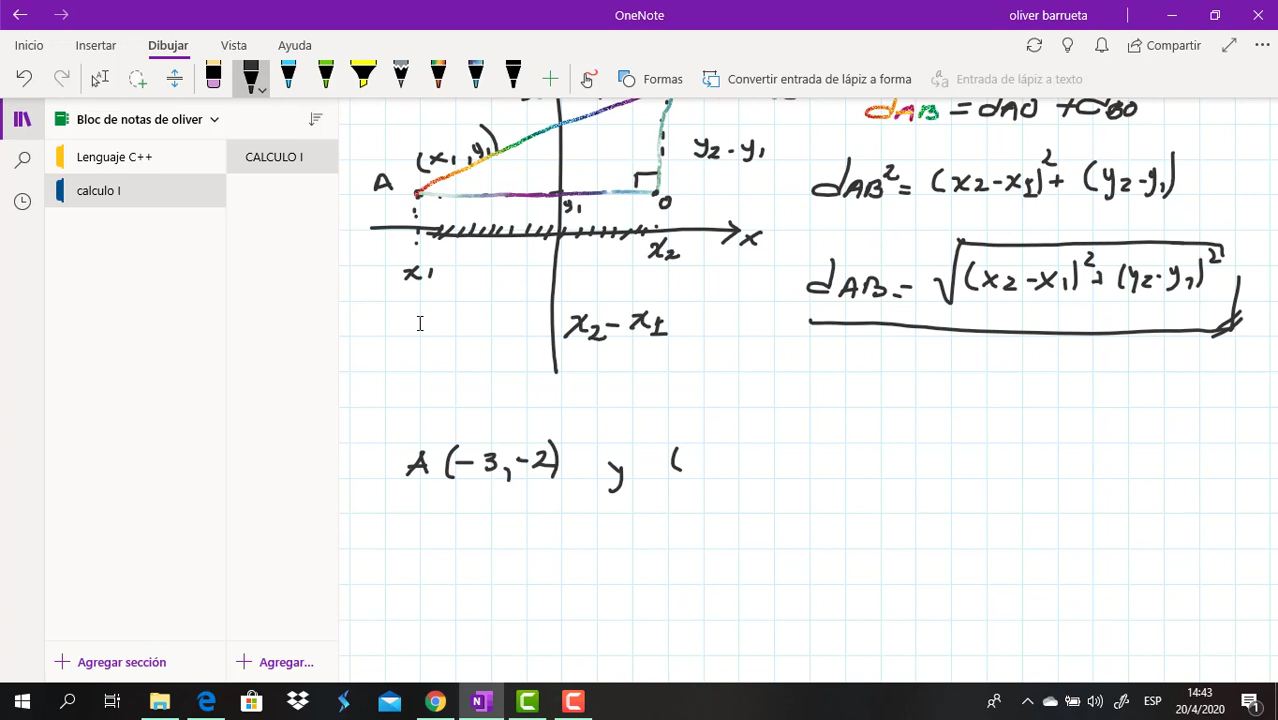 OneNote
oliver barrueta
Inicio Insertar Dibujar Vista Ayuda
Compartir
Formas Convertir entrada de lápiz a forma Entrada de lápiz a texto
Bloc de notas de oliver
Lenguaje C++
calculo I
CALCULO I
Agregar sección
Agregar...
(x1, y1)
A
y1
O
x
x1
x2
y2 - y1
x2 - x1
dAB = dAO + dBO
dAB² = (x2 - x1)² + (y2 - y1)
dAB = √(x2 - x1)² + (y2 - y1)²
A (-3, -2) y (
ESP
14:43
20/4/2020
1